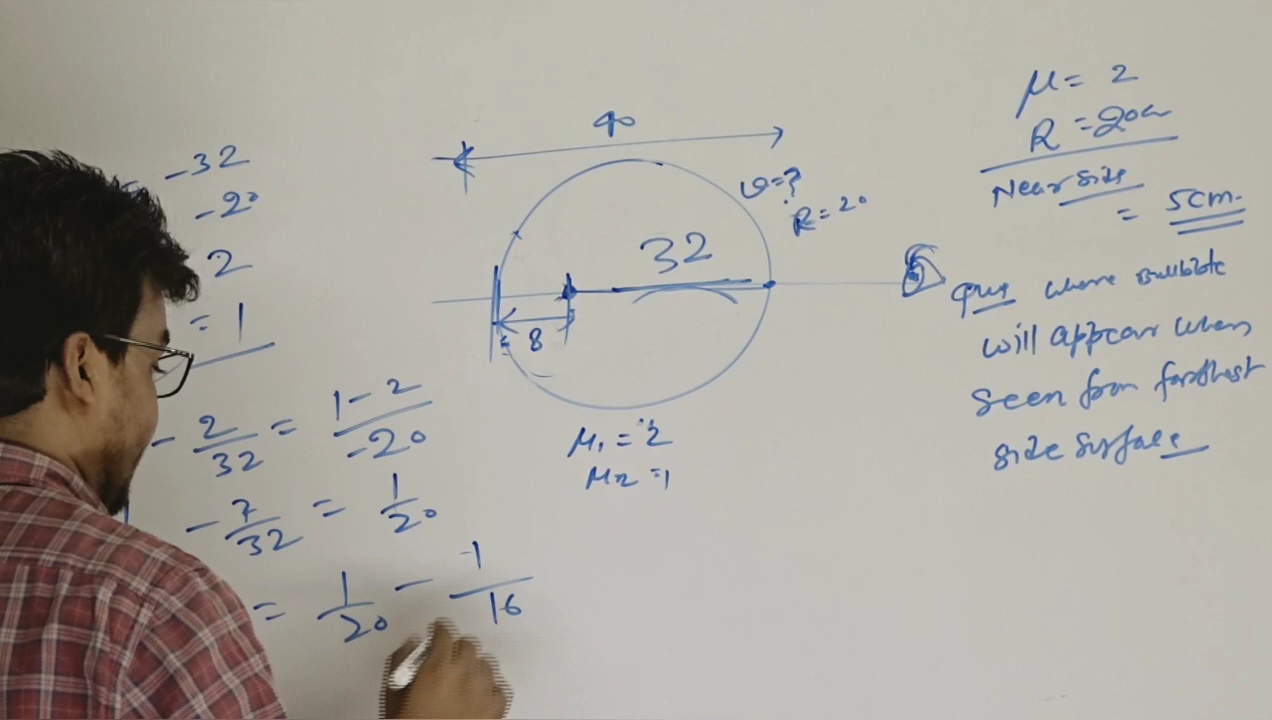 - 32
- 20
2
= 1
- 2/32 = 1 - 2/-20
- 7/32 = 1/20
= 1/20 - -1/16
40
υ=?
R = 20
32
= 8
μ1 = 2
μ2 = 1
μ = 2
R = 20cm
Near side
= 5cm.
where
will appear when
seen from farthest
side surface